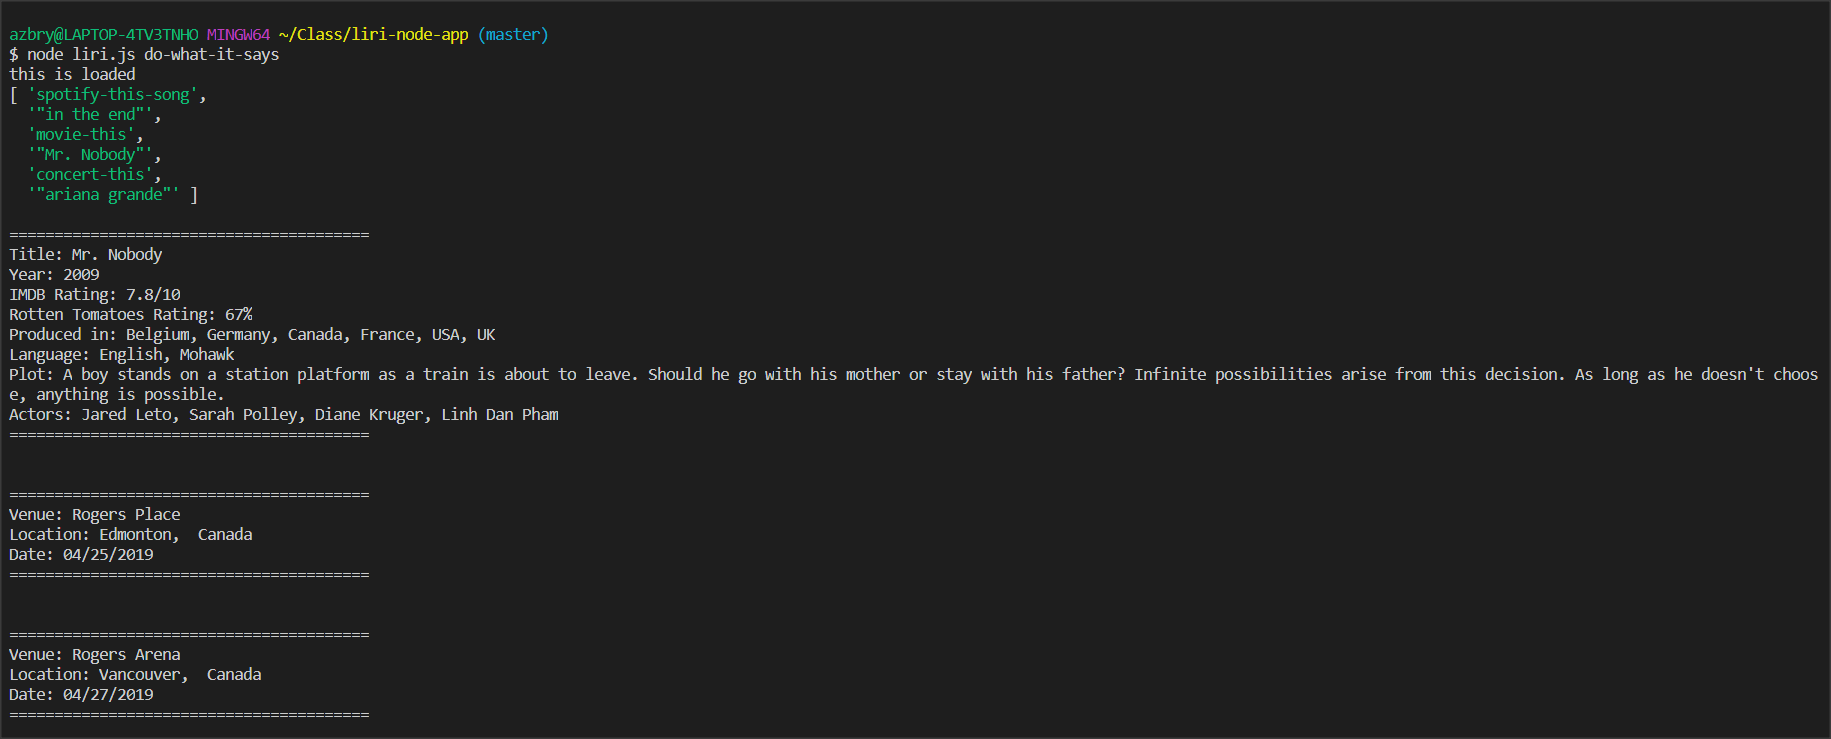 azbry@LAPTOP-4TV3TNHO MINGW64 ~/Class/liri-node-app (master)
$ node liri.js do-what-it-says
this is loaded
[ 'spotify-this-song',
  '"in the end"',
  'movie-this',
  '"Mr. Nobody"',
  'concert-this',
  '"ariana grande"' ]

========================================
Title: Mr. Nobody
Year: 2009
IMDB Rating: 7.8/10
Rotten Tomatoes Rating: 67%
Produced in: Belgium, Germany, Canada, France, USA, UK
Language: English, Mohawk
Plot: A boy stands on a station platform as a train is about to leave. Should he go with his mother or stay with his father? Infinite possibilities arise from this decision. As long as he doesn't choos
e, anything is possible.
Actors: Jared Leto, Sarah Polley, Diane Kruger, Linh Dan Pham
========================================


========================================
Venue: Rogers Place
Location: Edmonton,  Canada
Date: 04/25/2019
========================================


========================================
Venue: Rogers Arena
Location: Vancouver,  Canada
Date: 04/27/2019
========================================